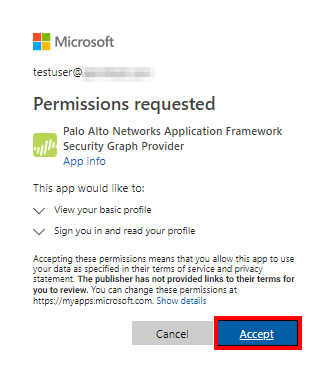 Microsoft
testuser@
Permissions requested
Palo Alto Networks Application Framework
Security Graph Provider
App info
This app would like to:
View your basic profile
Sign you in and read your profile
Accepting these permissions means that you allow this app to use
your data as specified in their terms of service and privacy
statement. The publisher has not provided links to their terms for
you to review. You can change these permissions at
https://myapps.microsoft.com. Show details
Cancel
Accept